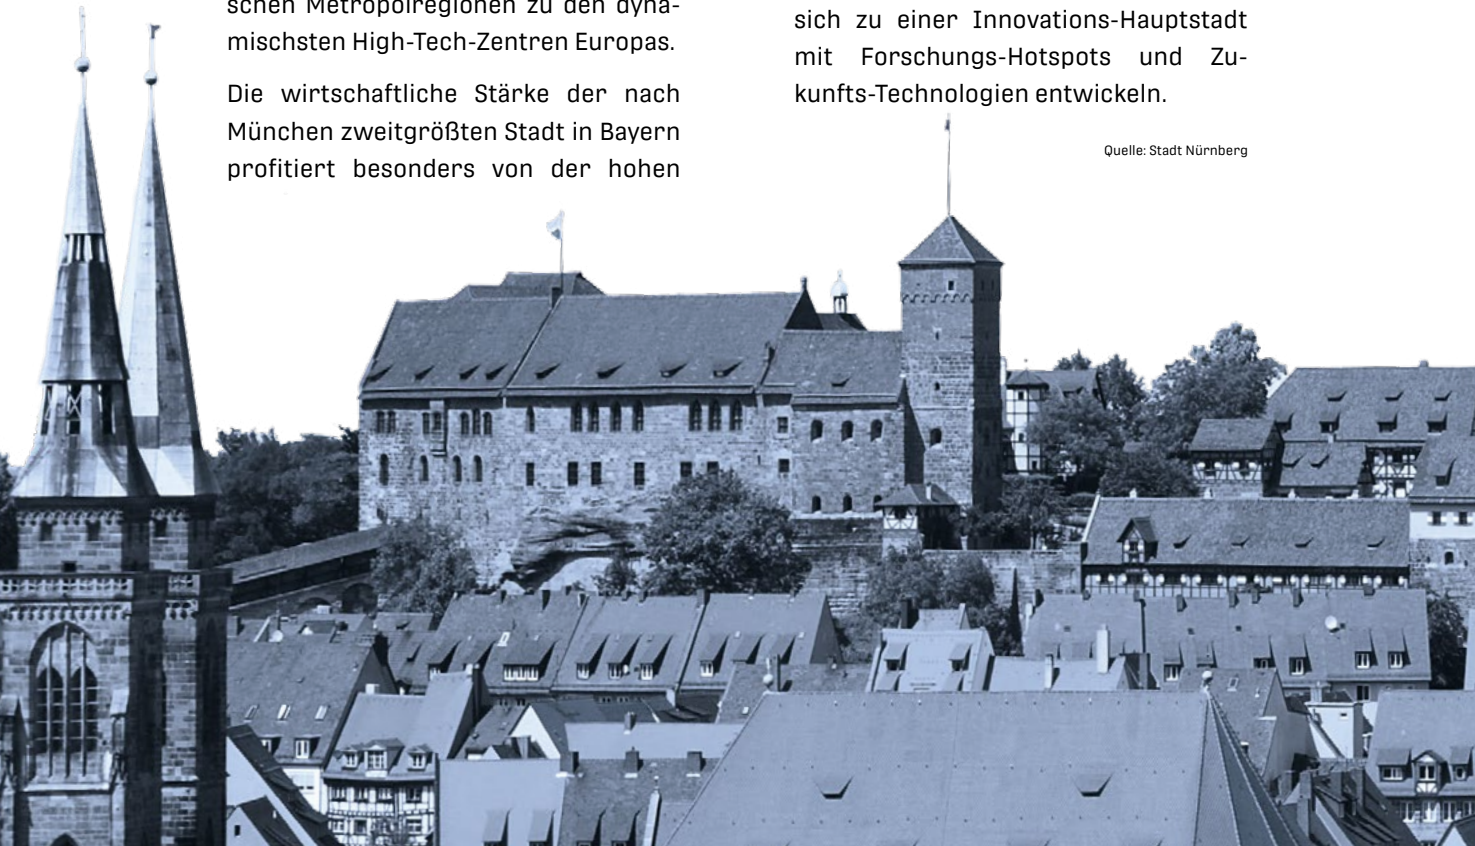 schen Metropolregionen zu den dyna-
mischsten High-Tech-Zentren Europas.
Die wirtschaftliche Stärke der nach
München zweitgrößten Stadt in Bayern
profitiert besonders von der hohen
sich zu einer Innovations-Hauptstadt
mit Forschungs-Hotspots und Zu-
kunfts-Technologien entwickeln.
Quelle: Stadt Nürnberg